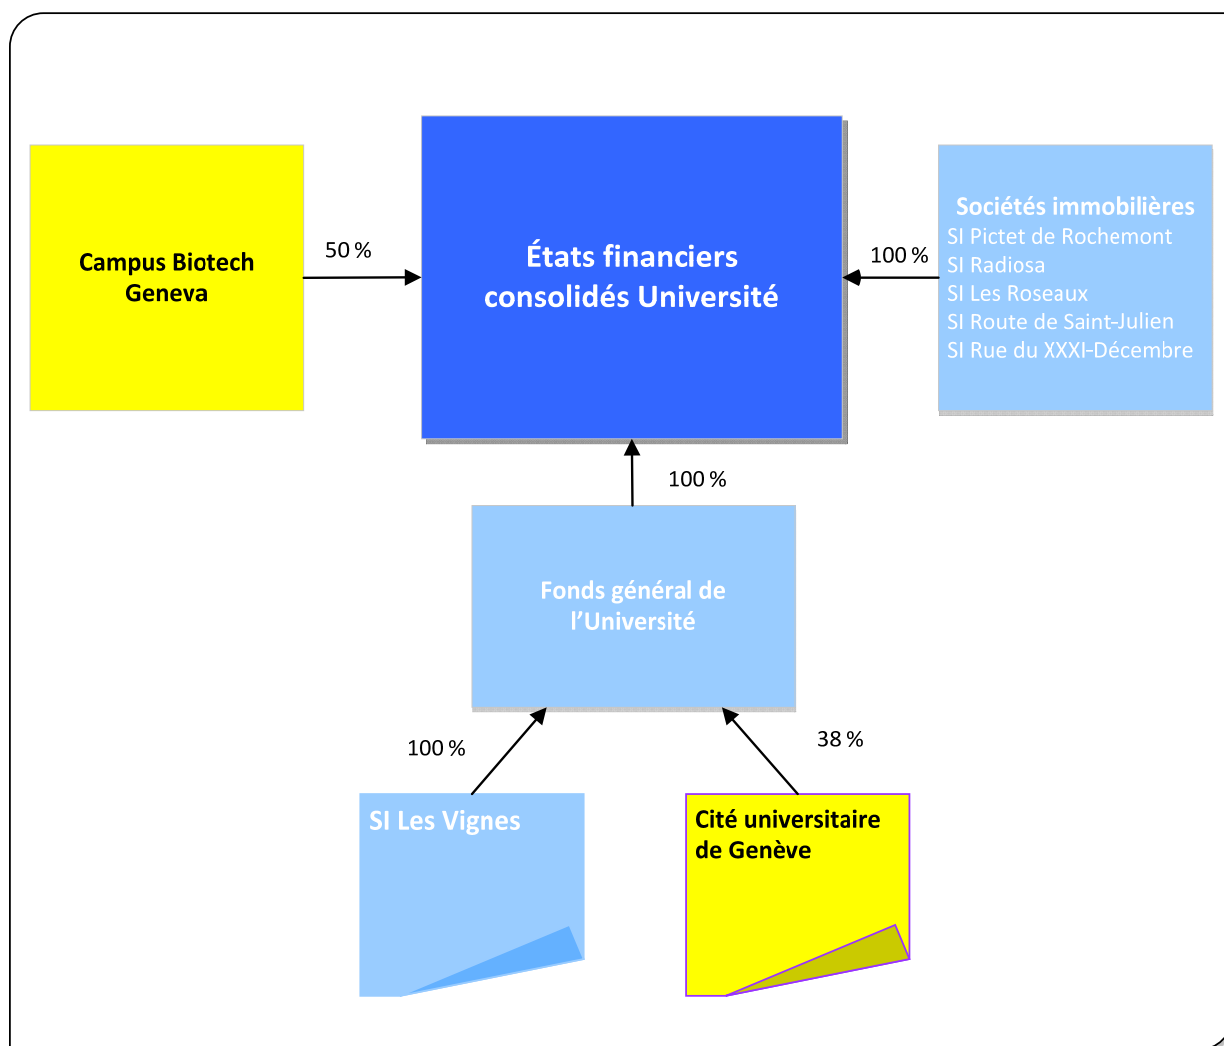 Campus Biotech
Geneva
50 %
États financiers
consolidés Université
100 %
Sociétés immobilières
SI Pictet de Rochemont
SI Radiosa
SI Les Roseaux
SI Route de Saint-Julien
SI Rue du XXXI-Décembre
100 %
Fonds général de
l'Université
100 %
38 %
SI Les Vignes
Cité universitaire
de Genève